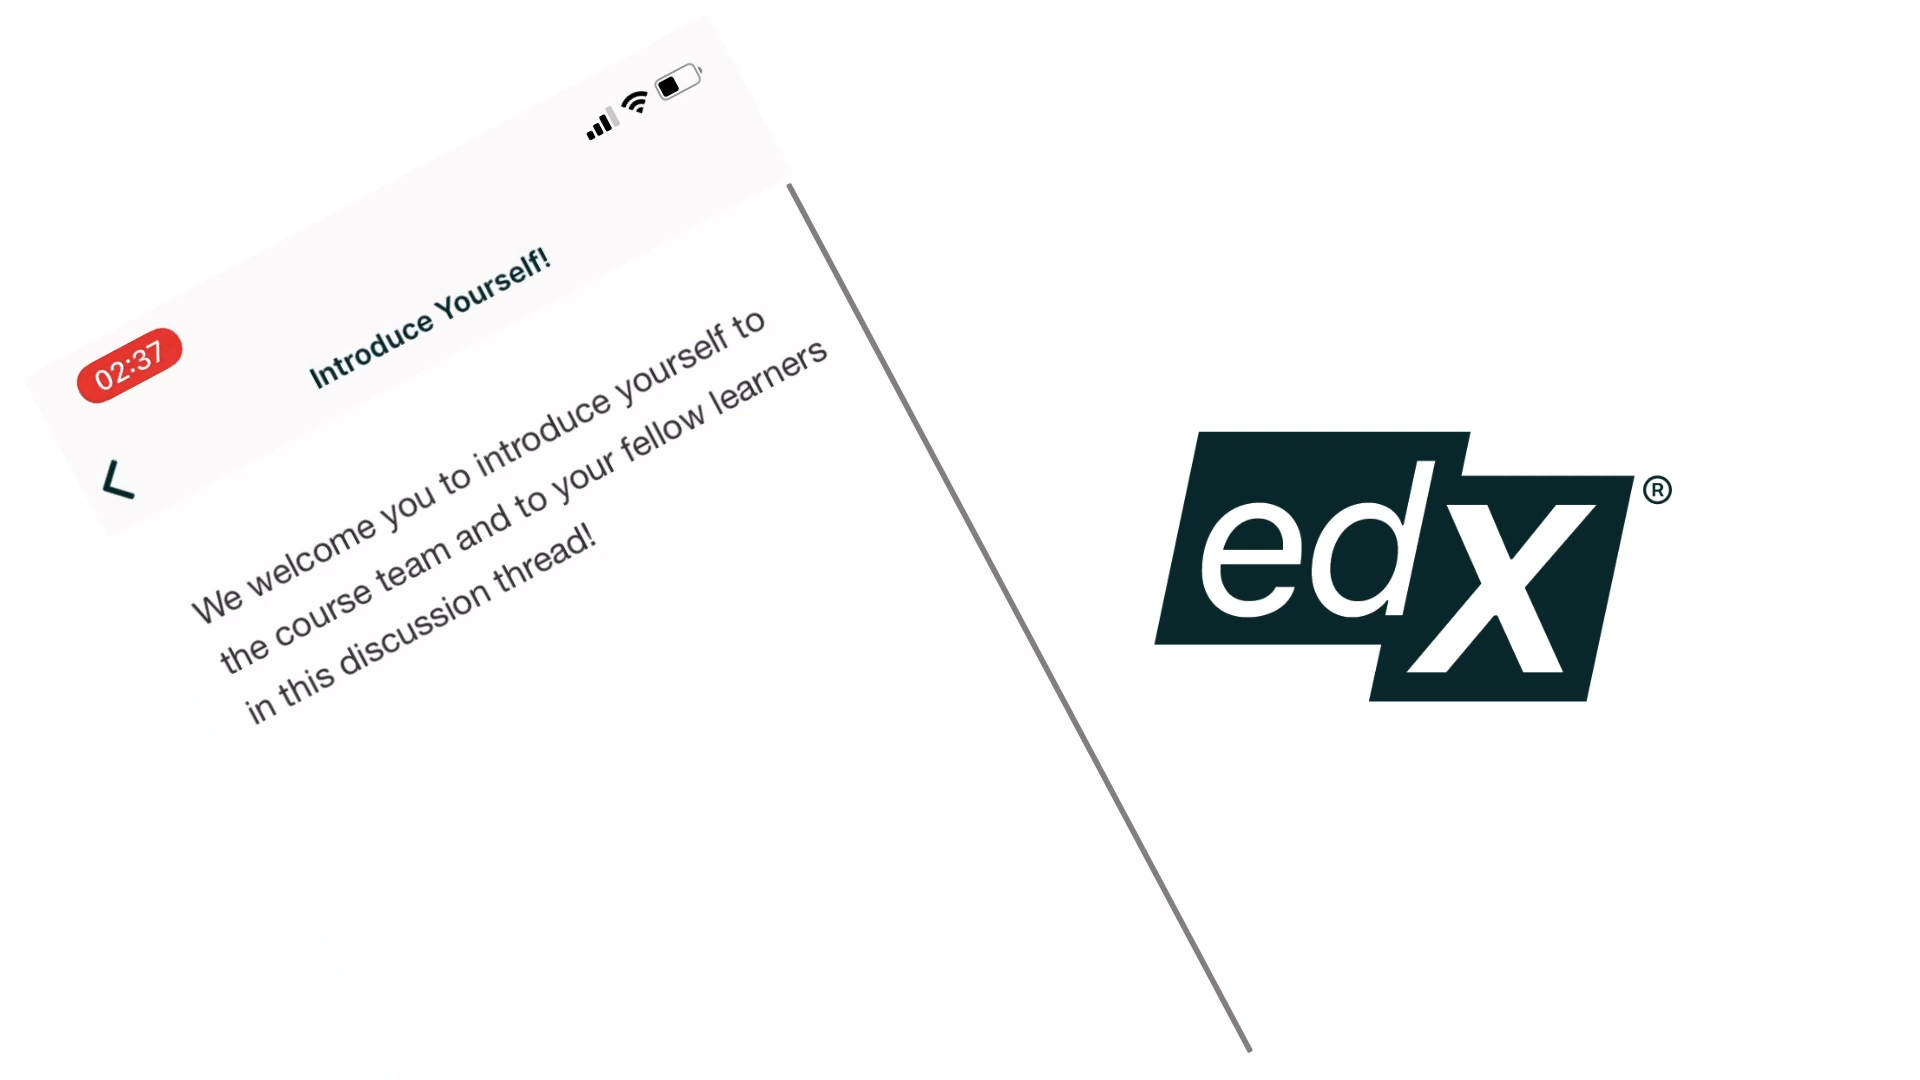 02:37
Introduce Yourself!
We welcome you to introduce yourself to
the course team and to your fellow learners
in this discussion thread!
edX®